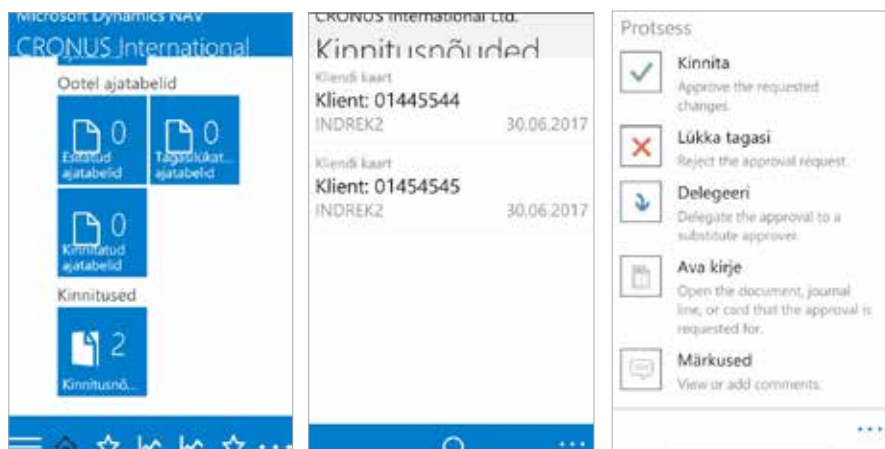 Microsoft Dynamics NAV
CRONUS International
Ootel ajatabelid
0
Esitatud
ajatabelid
0
Tagasilükat...
ajatabelid
0
Kinnitatud
ajatabelid
Kinnitused
2
Kinnitusnõ...
CRONUS International Ltd.
Kinnitusnõuded
Kliendi kaart
Klient: 01445544
INDREK2 30.06.2017
Kliendi kaart
Klient: 01454545
INDREK2 30.06.2017
Protsess
Kinnita
Approve the requested
changes.
Lükka tagasi
Reject the approval request.
Delegeeri
Delegate the approval to a
substitute approver.
Ava kirje
Open the document, journal
line, or card that the approval is
requested for.
Märkused
View or add comments.